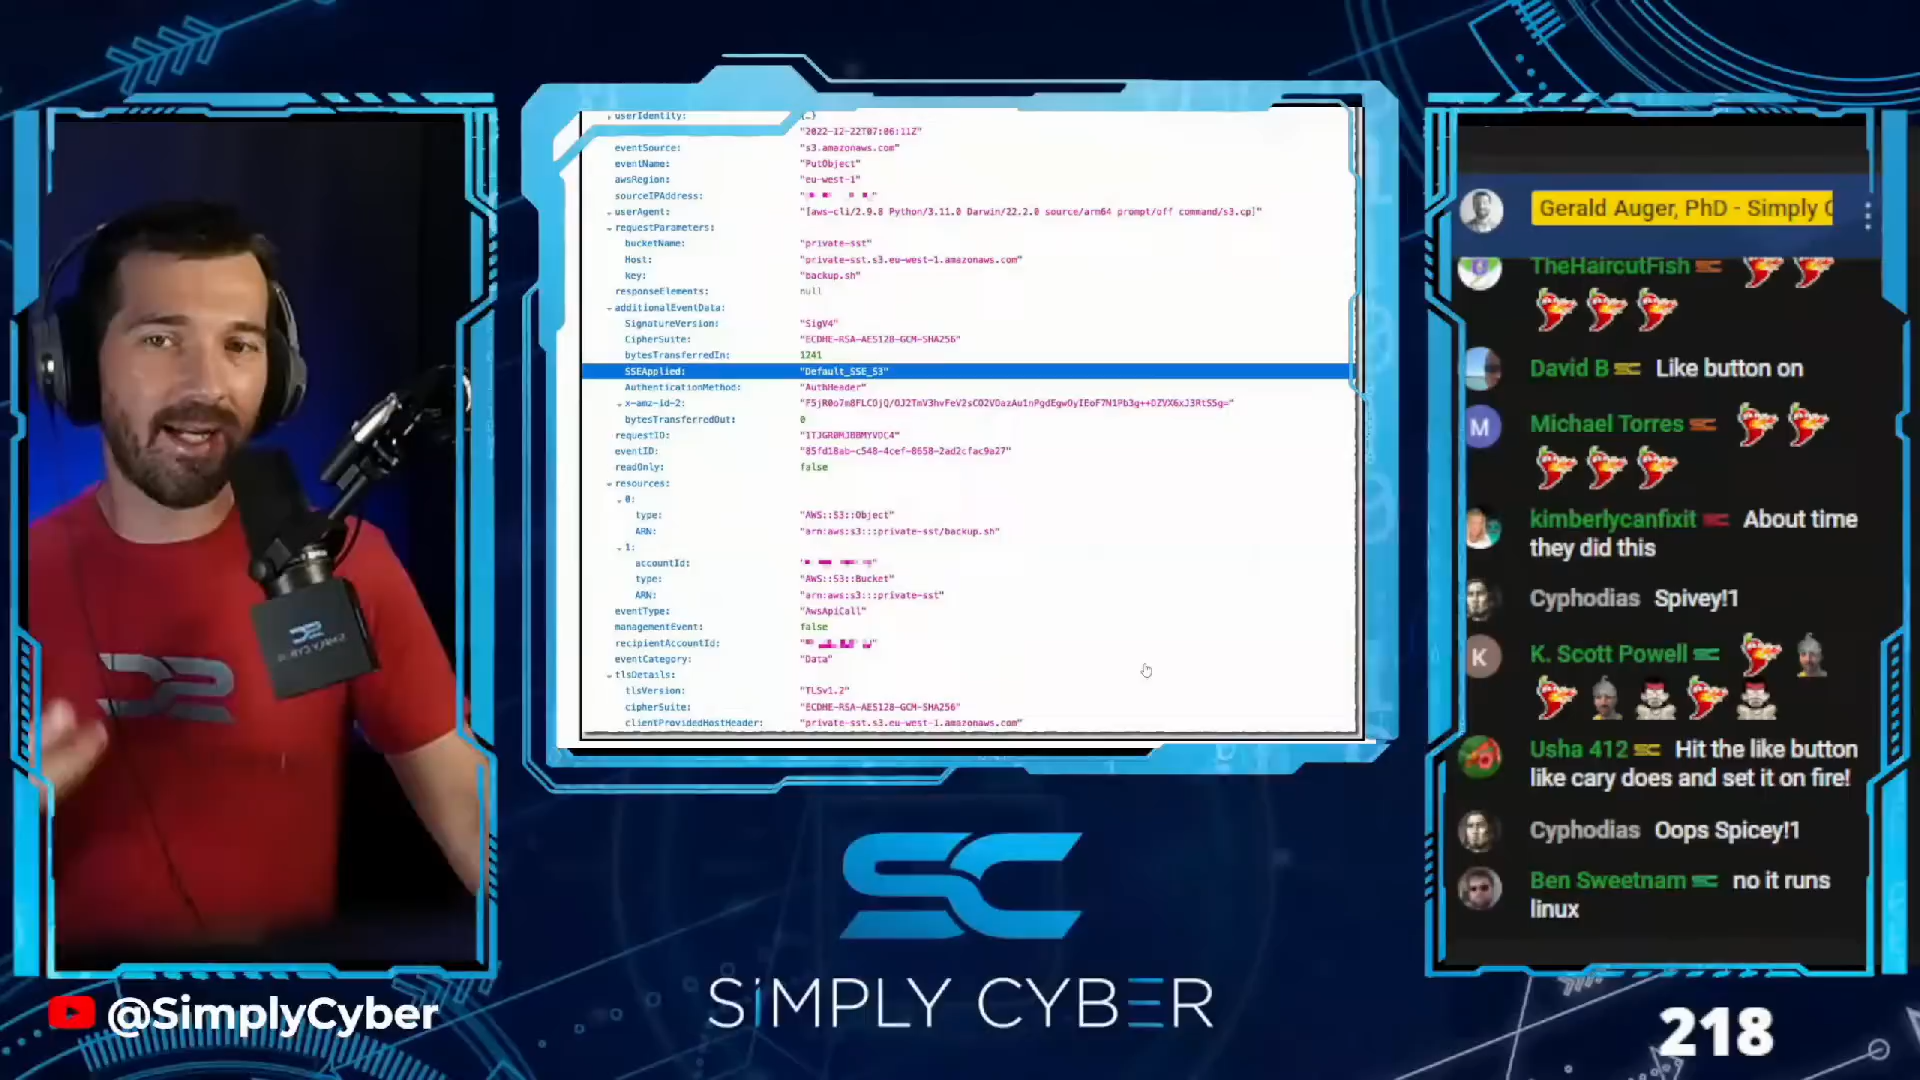 userIdentity: {…}
"2022-12-22T07:06:11Z"
eventSource: "s3.amazonaws.com"
eventName: "PutObject"
awsRegion: "eu-west-1"
sourceIPAddress:
userAgent: "[aws-cli/2.9.8 Python/3.11.0 Darwin/22.2.0 source/arm64 prompt/off command/s3.cp]"
requestParameters:
bucketName: "private-sst"
Host: "private-sst.s3.eu-west-1.amazonaws.com"
key: "backup.sh"
responseElements: null
additionalEventData:
SignatureVersion: "SigV4"
CipherSuite: "ECDHE-RSA-AES128-GCM-SHA256"
bytesTransferredIn: 1241
SSEApplied: "Default_SSE_S3"
AuthenticationMethod: "AuthHeader"
x-amz-id-2:
bytesTransferredOut: 0
requestID:
eventID: "85fd18ab-c548-4cef-8658-2ad2cfac9a27"
readOnly: false
resources:
0:
type: "AWS::S3::Object"
ARN: "arn:aws:s3:::private-sst/backup.sh"
1:
accountId:
type: "AWS::S3::Bucket"
ARN: "arn:aws:s3:::private-sst"
eventType: "AwsApiCall"
managementEvent: false
recipientAccountId:
eventCategory: "Data"
tlsDetails:
tlsVersion: "TLSv1.2"
cipherSuite: "ECDHE-RSA-AES128-GCM-SHA256"
clientProvidedHostHeader: "private-sst.s3.eu-west-1.amazonaws.com"
SC
SIMPLY CYBER
@SimplyCyber
Gerald Auger, PhD - Simply C
TheHaircutFish
David B Like button on
M
Michael Torres
kimberlycanfixit About time
they did this
Cyphodias Spivey!1
K
K. Scott Powell
Usha 412 Hit the like button
like cary does and set it on fire!
Cyphodias Oops Spicey!1
Ben Sweetnam no it runs
linux
218